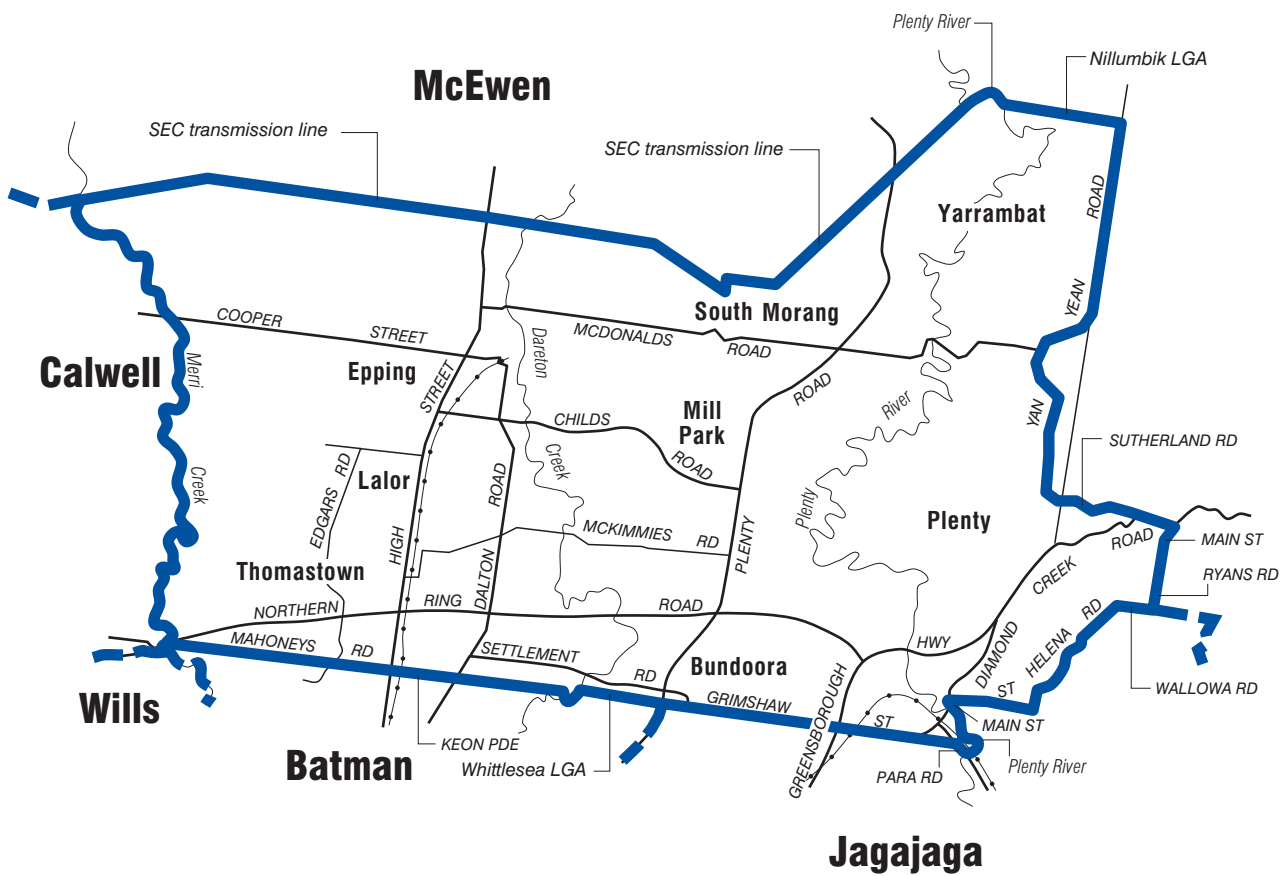 Plenty River
Nillumbik LGA
McEwen
SEC transmission line
SEC transmission line
Yarrambat
ROAD
YEAN
YAN
South Morang
COOPER
STREET
MCDONALDS
ROAD
Dareton
Creek
Calwell
Merri
Creek
Epping
STREET
HIGH
Mill
Park
ROAD
PLENTY
River
Plenty
CHILDS
ROAD
SUTHERLAND RD
Lalor
EDGARS
RD
ROAD
DALTON
Plenty
MCKIMMIES
RD
CREEK
ROAD
DIAMOND
MAIN ST
RYANS RD
Thomastown
NORTHERN
RING
ROAD
HWY
GREENSBOROUGH
HELENA
RD
ST
MAHONEYS
RD
SETTLEMENT
RD
Bundoora
GRIMSHAW
ST
WALLOWA RD
Wills
MAIN ST
KEON PDE
Batman
Whittlesea LGA
PARA RD
Plenty River
Jagajaga